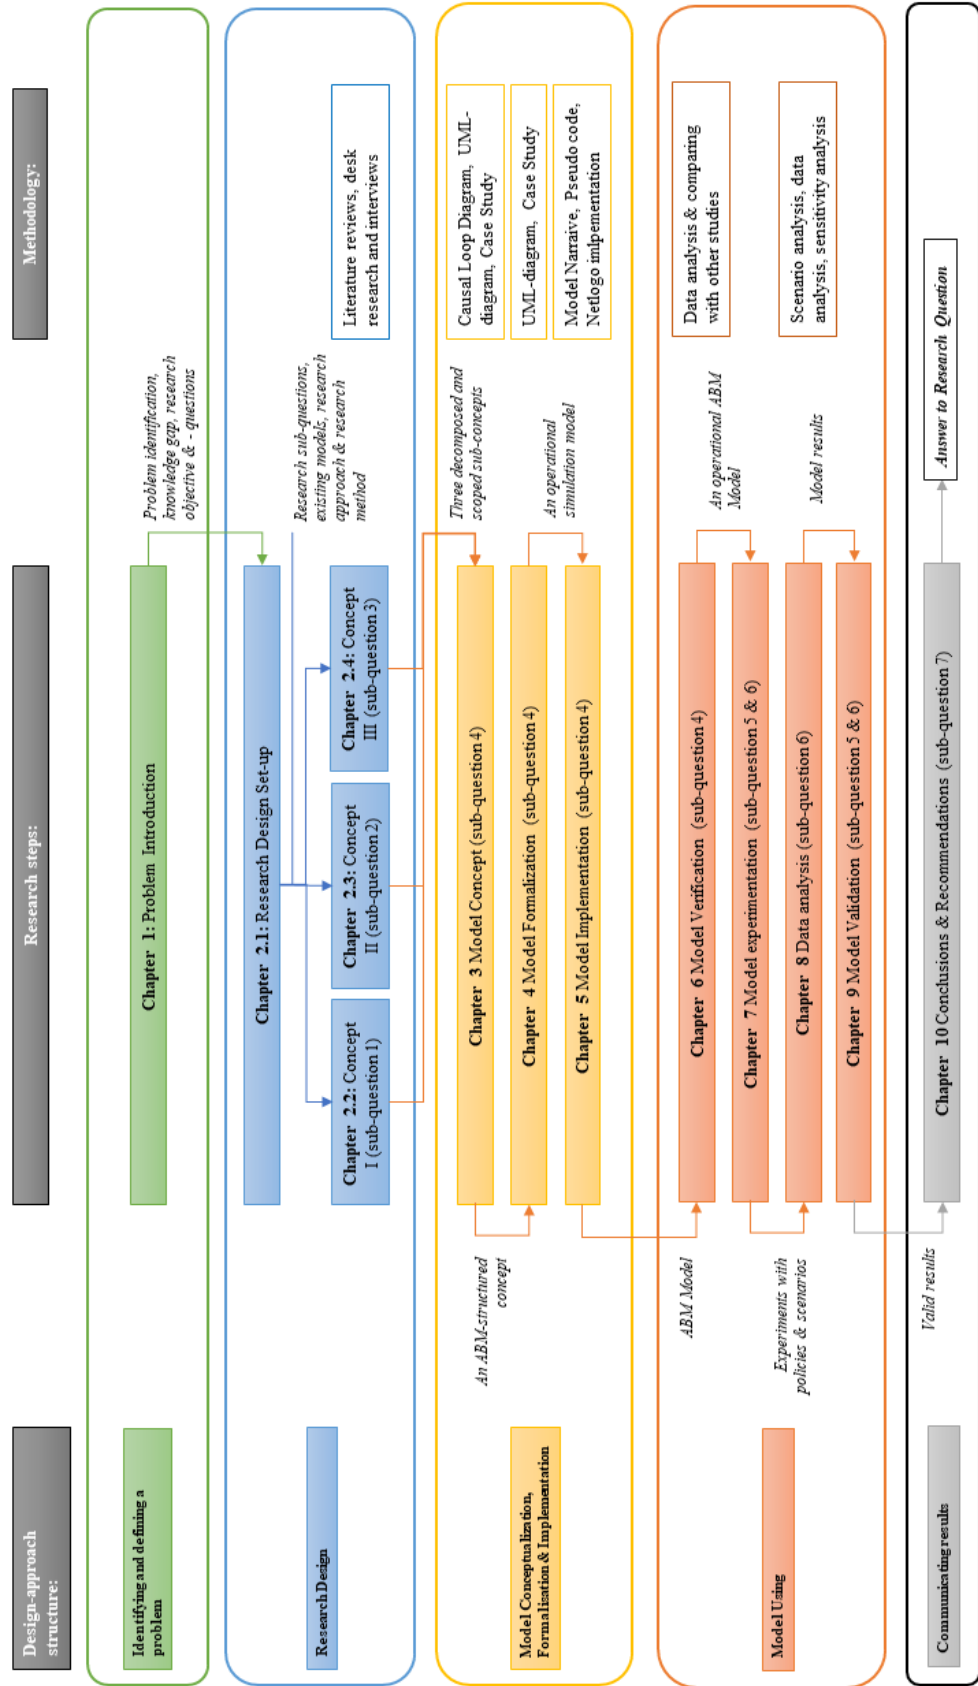 Design-approach
structure:
Research steps:
Methodology:
Identifying and defining a
problem
Chapter 1: Problem Introduction
Problem identification,
knowledge gap, research
objective & - questions
Research Design
Chapter 2.1: Research Design Set-up
Research sub-questions,
existing models, research
approach & research
method
Chapter 2.2: Concept
I (sub-question 1)
Chapter 2.3: Concept
II (sub-question 2)
Chapter 2.4: Concept
III (sub-question 3)
Literature reviews, desk
research and interviews
Model Conceptualization,
Formalisation & Implementation
An ABM-structured
concept
Chapter 3 Model Concept (sub-question 4)
Chapter 4 Model Formalization (sub-question 4)
Chapter 5 Model Implementation (sub-question 4)
Three decomposed and
scoped sub-concepts
An operational
simulation model
Causal Loop Diagram, UML-
diagram, Case Study
UML-diagram, Case Study
Model Narraive, Pseudo code,
Netlogo imlpementation
Model Using
ABM Model
Experiments with
policies & scenarios
Chapter 6 Model Verification (sub-question 4)
Chapter 7 Model experimentation (sub-question 5 & 6)
Chapter 8 Data analysis (sub-question 6)
Chapter 9 Model Validation (sub-question 5 & 6)
An operational ABM
Model
Model results
Data analysis & comparing
with other studies
Scenario analysis, data
analysis, sensitivity analysis
Communicating results
Valid results
Chapter 10 Conclusions & Recommendations (sub-question 7)
Answer to Research Question